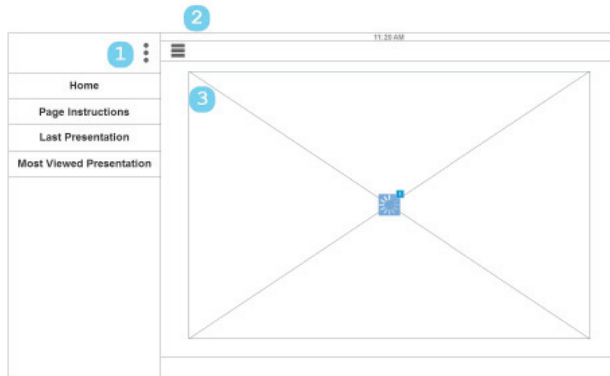 2
11:20 AM
1
Home
3
Page Instructions
Last Presentation
Most Viewed Presentation